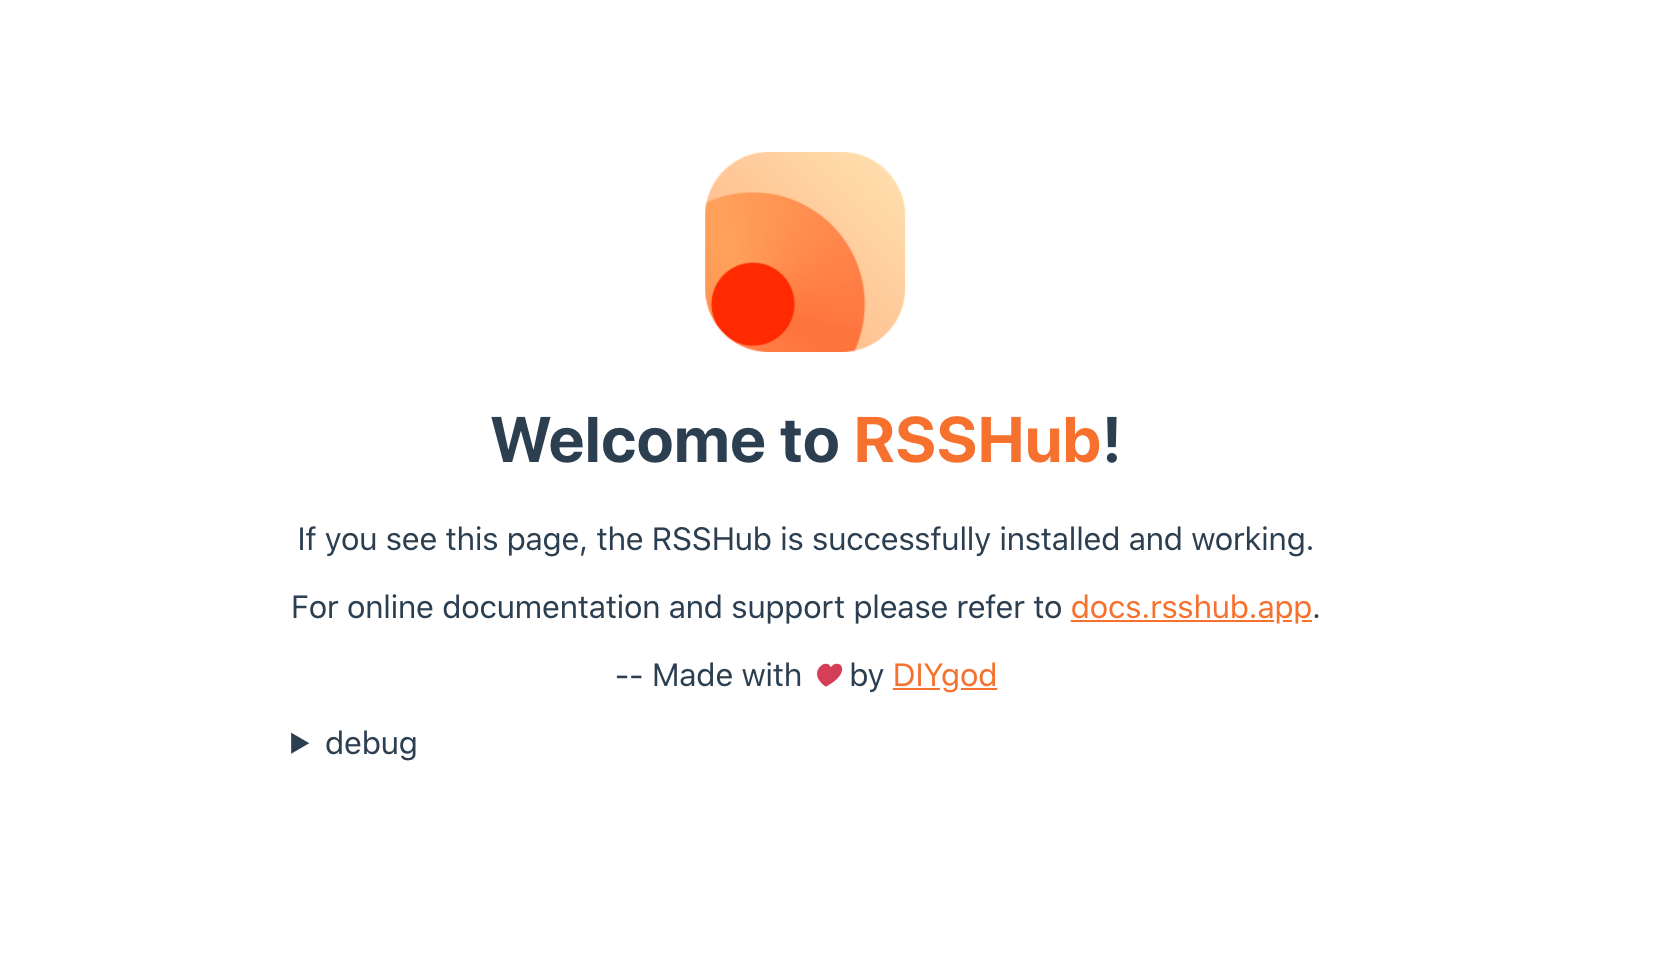 Welcome to RSSHub!
If you see this page, the RSSHub is successfully installed and working.
For online documentation and support please refer to docs.rsshub.app.
-- Made with ❤️ by DIYgod
▶ debug